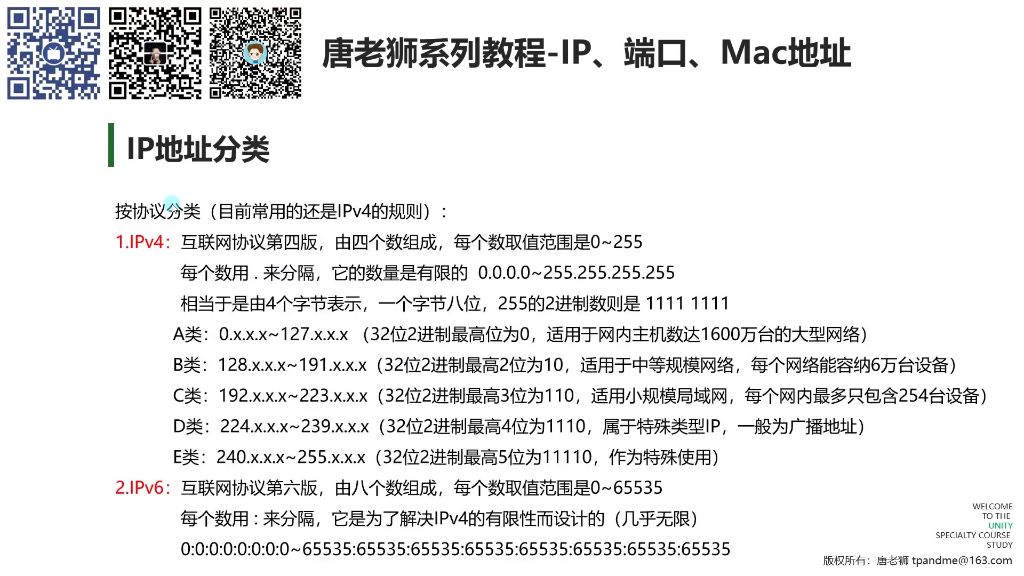 唐老狮系列教程-IP、端口、Mac地址
IP地址分类
按协议分类（目前常用的还是IPv4的规则）：
1.IPv4：互联网协议第四版，由四个数组成，每个数取值范围是0~255
每个数用 . 来分隔，它的数量是有限的 0.0.0.0~255.255.255.255
相当于是由4个字节表示，一个字节八位，255的2进制数则是 1111 1111
A类：0.x.x.x~127.x.x.x （32位2进制最高位为0，适用于网内主机数达1600万台的大型网络）
B类：128.x.x.x~191.x.x.x（32位2进制最高2位为10，适用于中等规模网络，每个网络能容纳6万台设备）
C类：192.x.x.x~223.x.x.x（32位2进制最高3位为110，适用小规模局域网，每个网内最多只包含254台设备）
D类：224.x.x.x~239.x.x.x（32位2进制最高4位为1110，属于特殊类型IP，一般为广播地址）
E类：240.x.x.x~255.x.x.x（32位2进制最高5位为11110，作为特殊使用）
2.IPv6：互联网协议第六版，由八个数组成，每个数取值范围是0~65535
每个数用 : 来分隔，它是为了解决IPv4的有限性而设计的（几乎无限）
0:0:0:0:0:0:0:0~65535:65535:65535:65535:65535:65535:65535:65535
WELCOME
TO THE
UNITY
SPECIALTY COURSE
STUDY
版权所有：唐老狮 tpandme@163.com